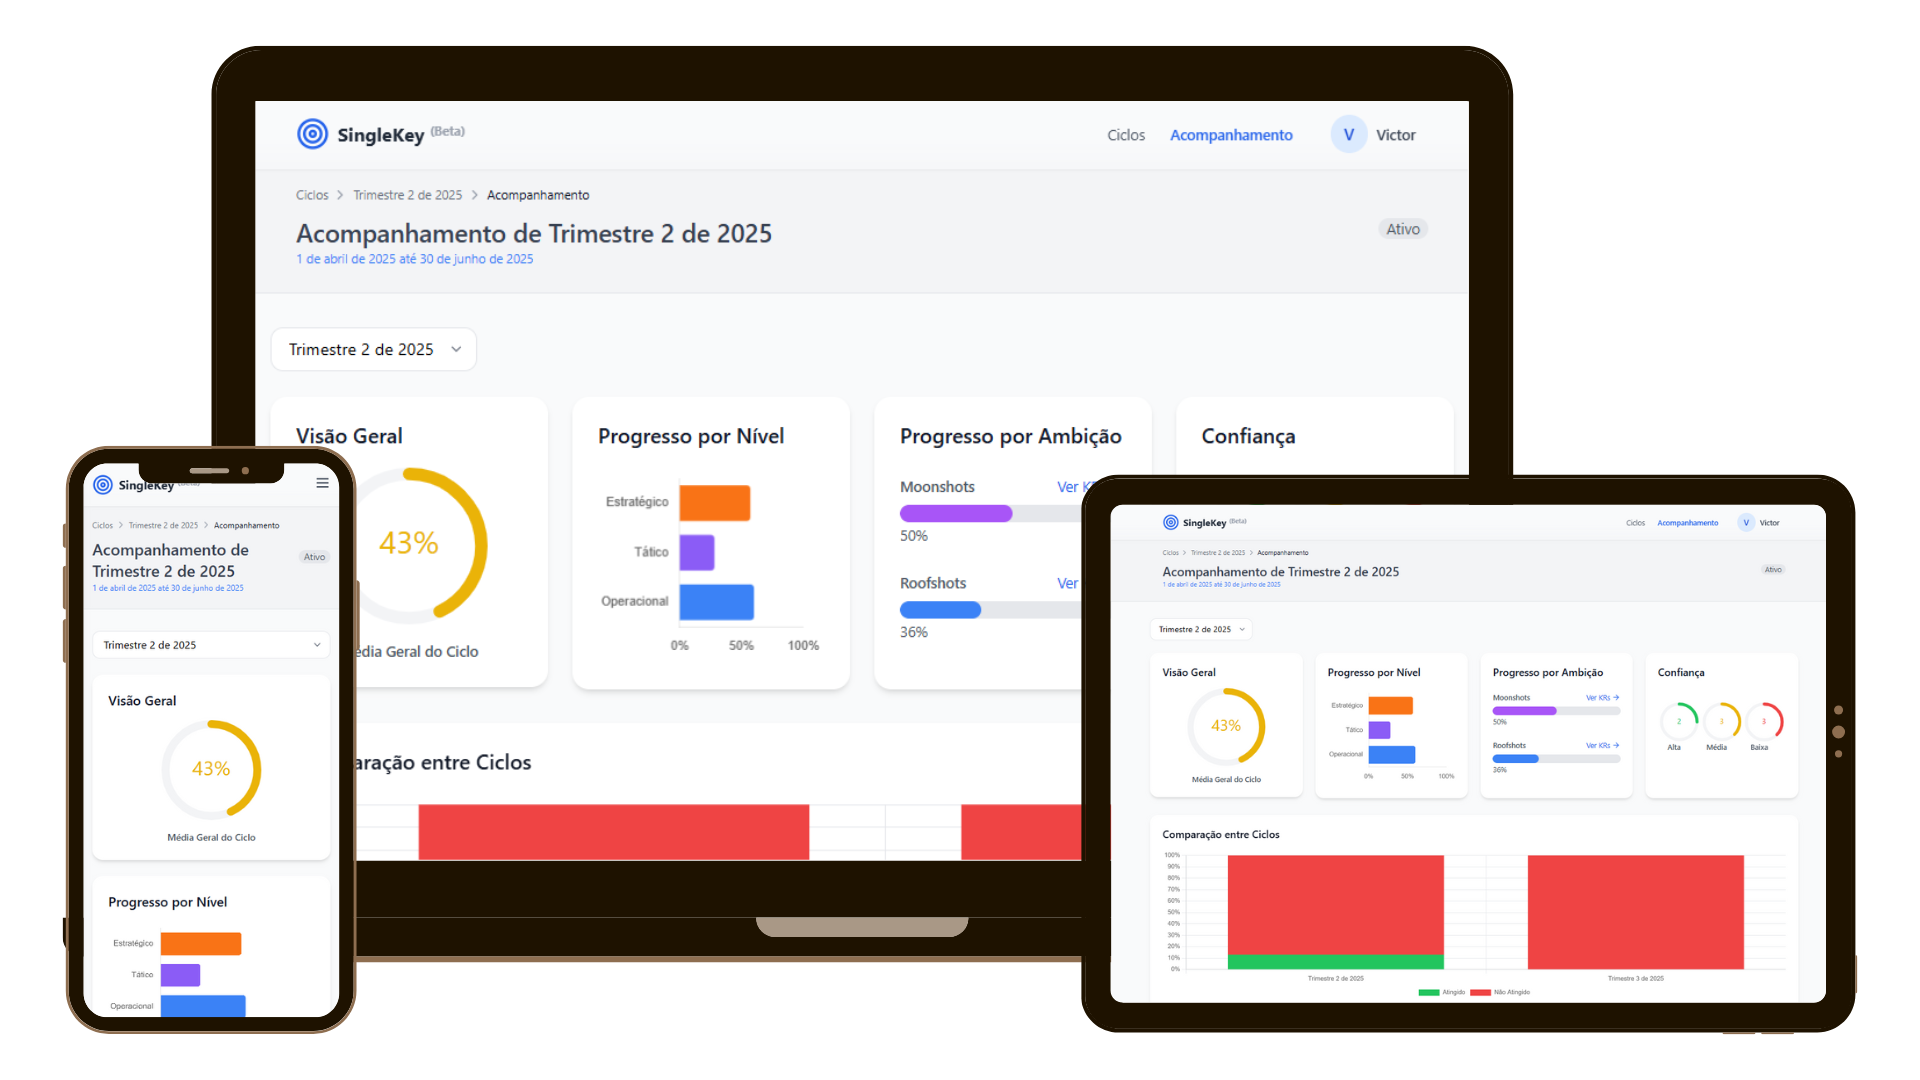 SingleKey (Beta)
Ciclos Acompanhamento V Victor
Ciclos > Trimestre 2 de 2025 > Acompanhamento
Acompanhamento de Trimestre 2 de 2025
Ativo
1 de abril de 2025 até 30 de junho de 2025
Trimestre 2 de 2025
Visão Geral
43%
édia Geral do Ciclo
Progresso por Nível
Estratégico
Tático
Operacional
0% 50% 100%
Progresso por Ambição
Moonshots Ver K
50%
Roofshots Ver
36%
Confiança
aração entre Ciclos
SingleKey
Ciclos > Trimestre 2 de 2025 > Acompanhamento
Acompanhamento de
Trimestre 2 de 2025
Ativo
1 de abril de 2025 até 30 de junho de 2025
Trimestre 2 de 2025
Visão Geral
43%
Média Geral do Ciclo
Progresso por Nível
Estratégico
Tático
Operacional
SingleKey (Beta)
Ciclos Acompanhamento V Victor
Ciclos > Trimestre 2 de 2025 > Acompanhamento
Acompanhamento de Trimestre 2 de 2025
Ativo
1 de abril de 2025 até 30 de junho de 2025
Trimestre 2 de 2025
Visão Geral
43%
Média Geral do Ciclo
Progresso por Nível
Estratégico
Tático
Operacional
0% 50% 100%
Progresso por Ambição
Moonshots Ver KRs →
50%
Roofshots Ver KRs →
36%
Confiança
2 3 3
Alta Média Baixa
Comparação entre Ciclos
100%
90%
80%
70%
60%
50%
40%
30%
20%
10%
0%
Trimestre 2 de 2025 Trimestre 3 de 2025
Atingido Não Atingido